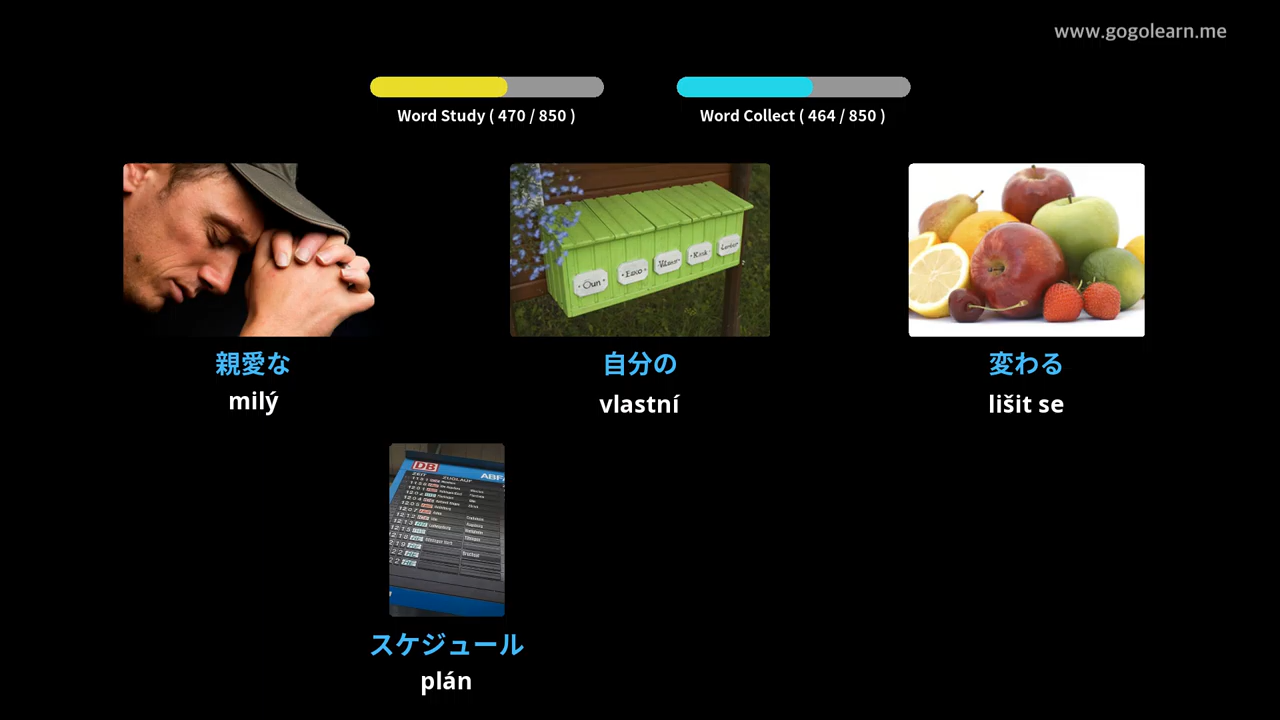 www.gogolearn.me
Word Study ( 470 / 850 )
Word Collect ( 464 / 850 )
親愛な
milý
自分の
vlastní
変わる
lišit se
DB
スケジュール
plán